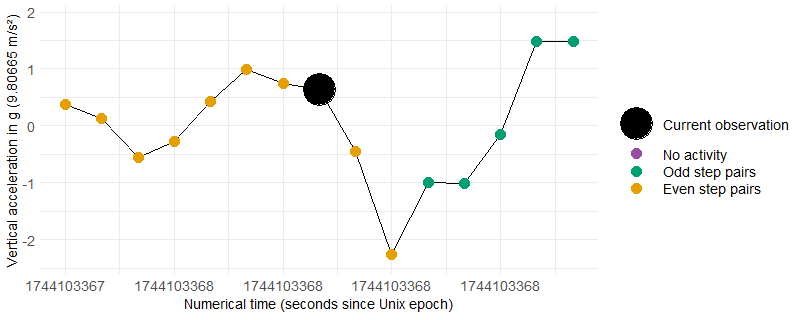 Vertical acceleration in g (9.80665 m/s²)
2
1
0
-1
-2
1744103367
1744103368
1744103368
1744103368
1744103368
Numerical time (seconds since Unix epoch)
Current observation
No activity
Odd step pairs
Even step pairs